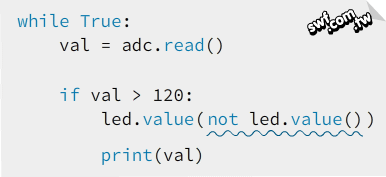 while True:
    val = adc.read()
    if val > 120:
        led.value(not led.value())
        print(val)
swf.com.tw